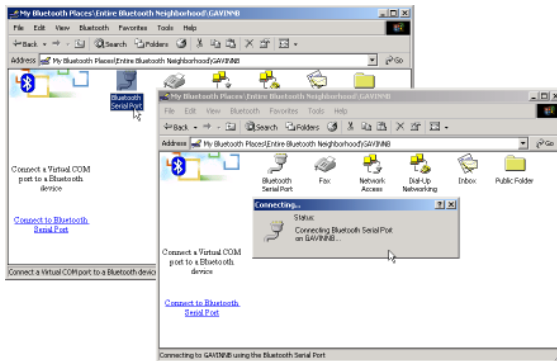 My Bluetooth Places\Entire Bluetooth Neighborhood\GAVINNB
File Edit View Bluetooth Favorites Tools Help
Back Search Folders
Address My Bluetooth Places\Entire Bluetooth Neighborhood\GAVINNB Go
Bluetooth
Serial Port
Connect a Virtual COM
port to a Bluetooth
device
Connect to Bluetooth
Serial Port
Connect a Virtual COM port to a Bluetooth device
My Bluetooth Places\Entire Bluetooth Neighborhood\GAVINNB
File Edit View Bluetooth Favorites Tools Help
Back Search Folders
Address My Bluetooth Places\Entire Bluetooth Neighborhood\GAVINNB Go
Bluetooth
Serial Port
Fax
Network
Access
Dial-Up
Networking
Inbox
Public Folder
Connecting...
Status:
Connecting Bluetooth Serial Port
on GAVINNB...
Connect a Virtual COM
port to a Bluetooth
device
Connect to Bluetooth
Serial Port
Connecting to GAVINNB using the Bluetooth Serial Port